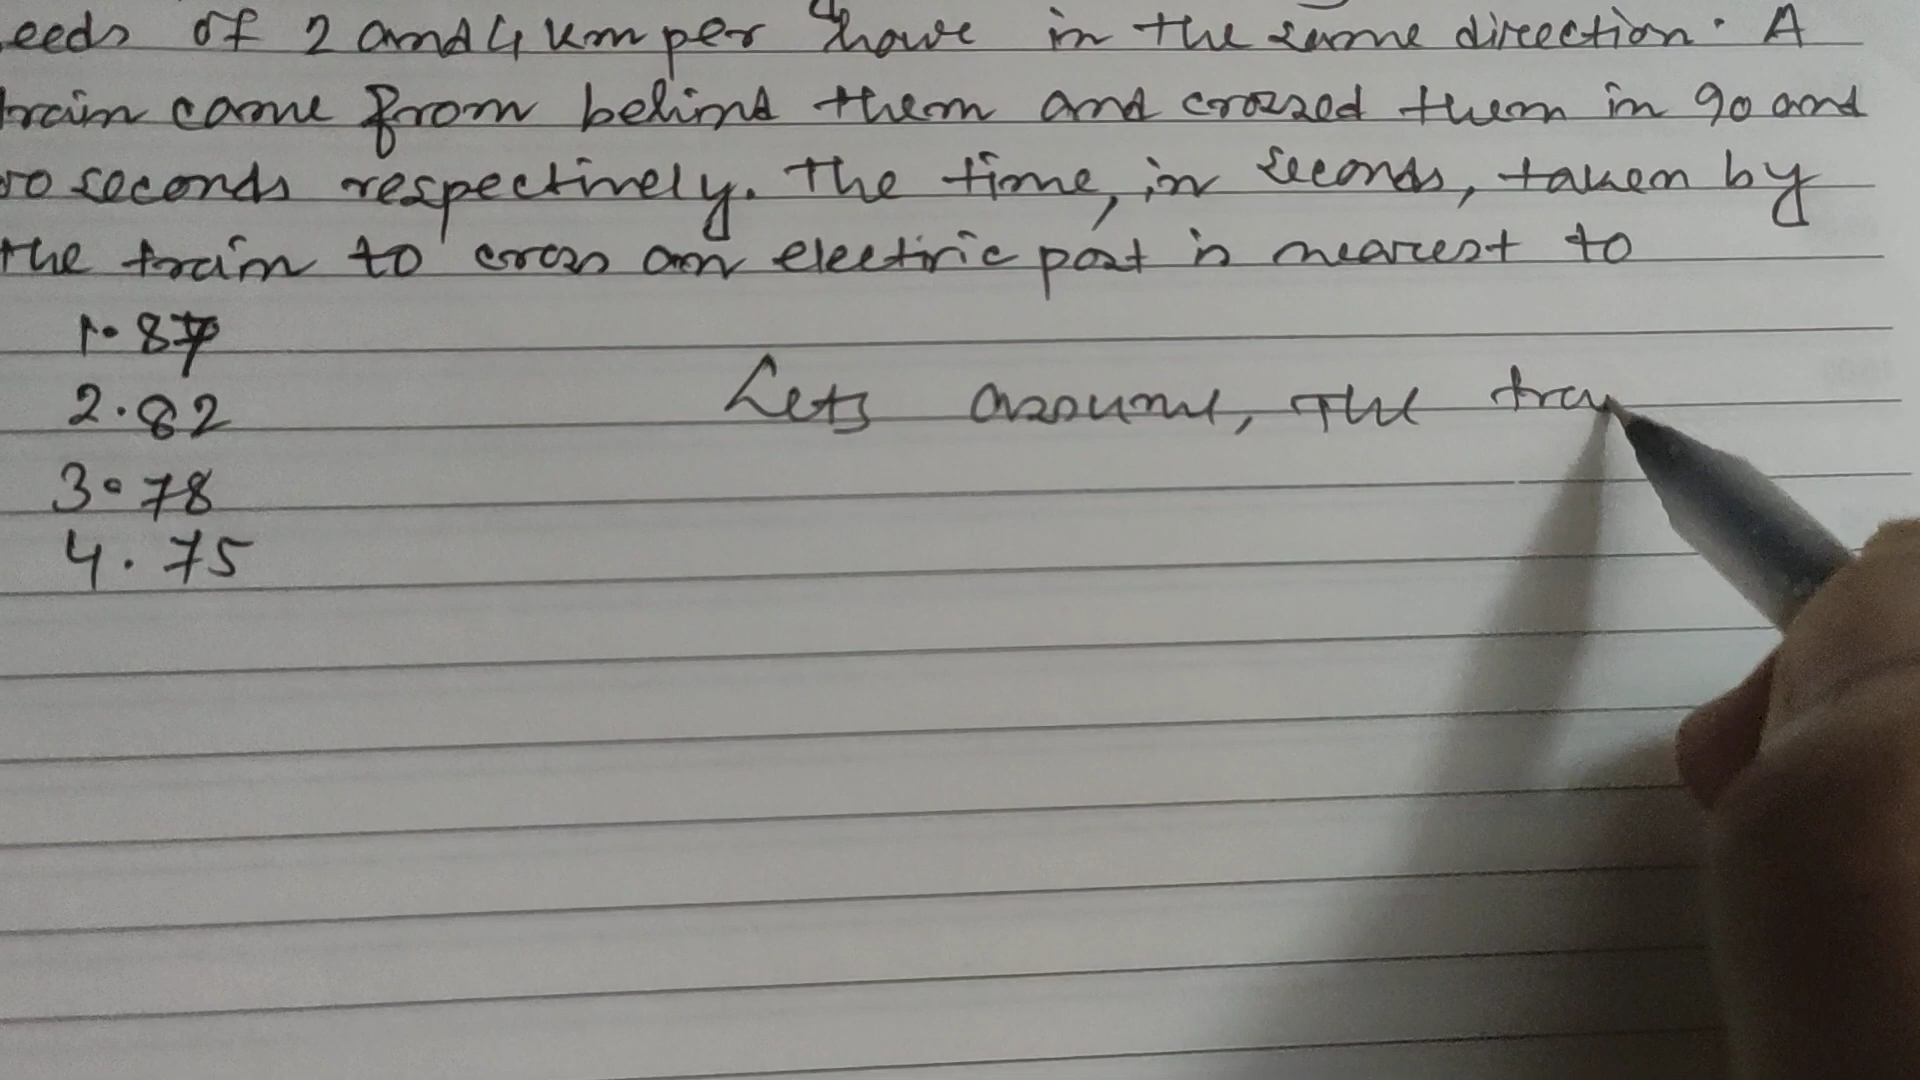 eeds of 2 and 4 km per hour in the same direction. A
train came from behind them and crossed them in 90 and
00 seconds respectively. The time, in seconds, taken by
the train to cross an electric post is nearest to
1. 87
2. 82
3. 78
4. 75
Lets assume, The tra